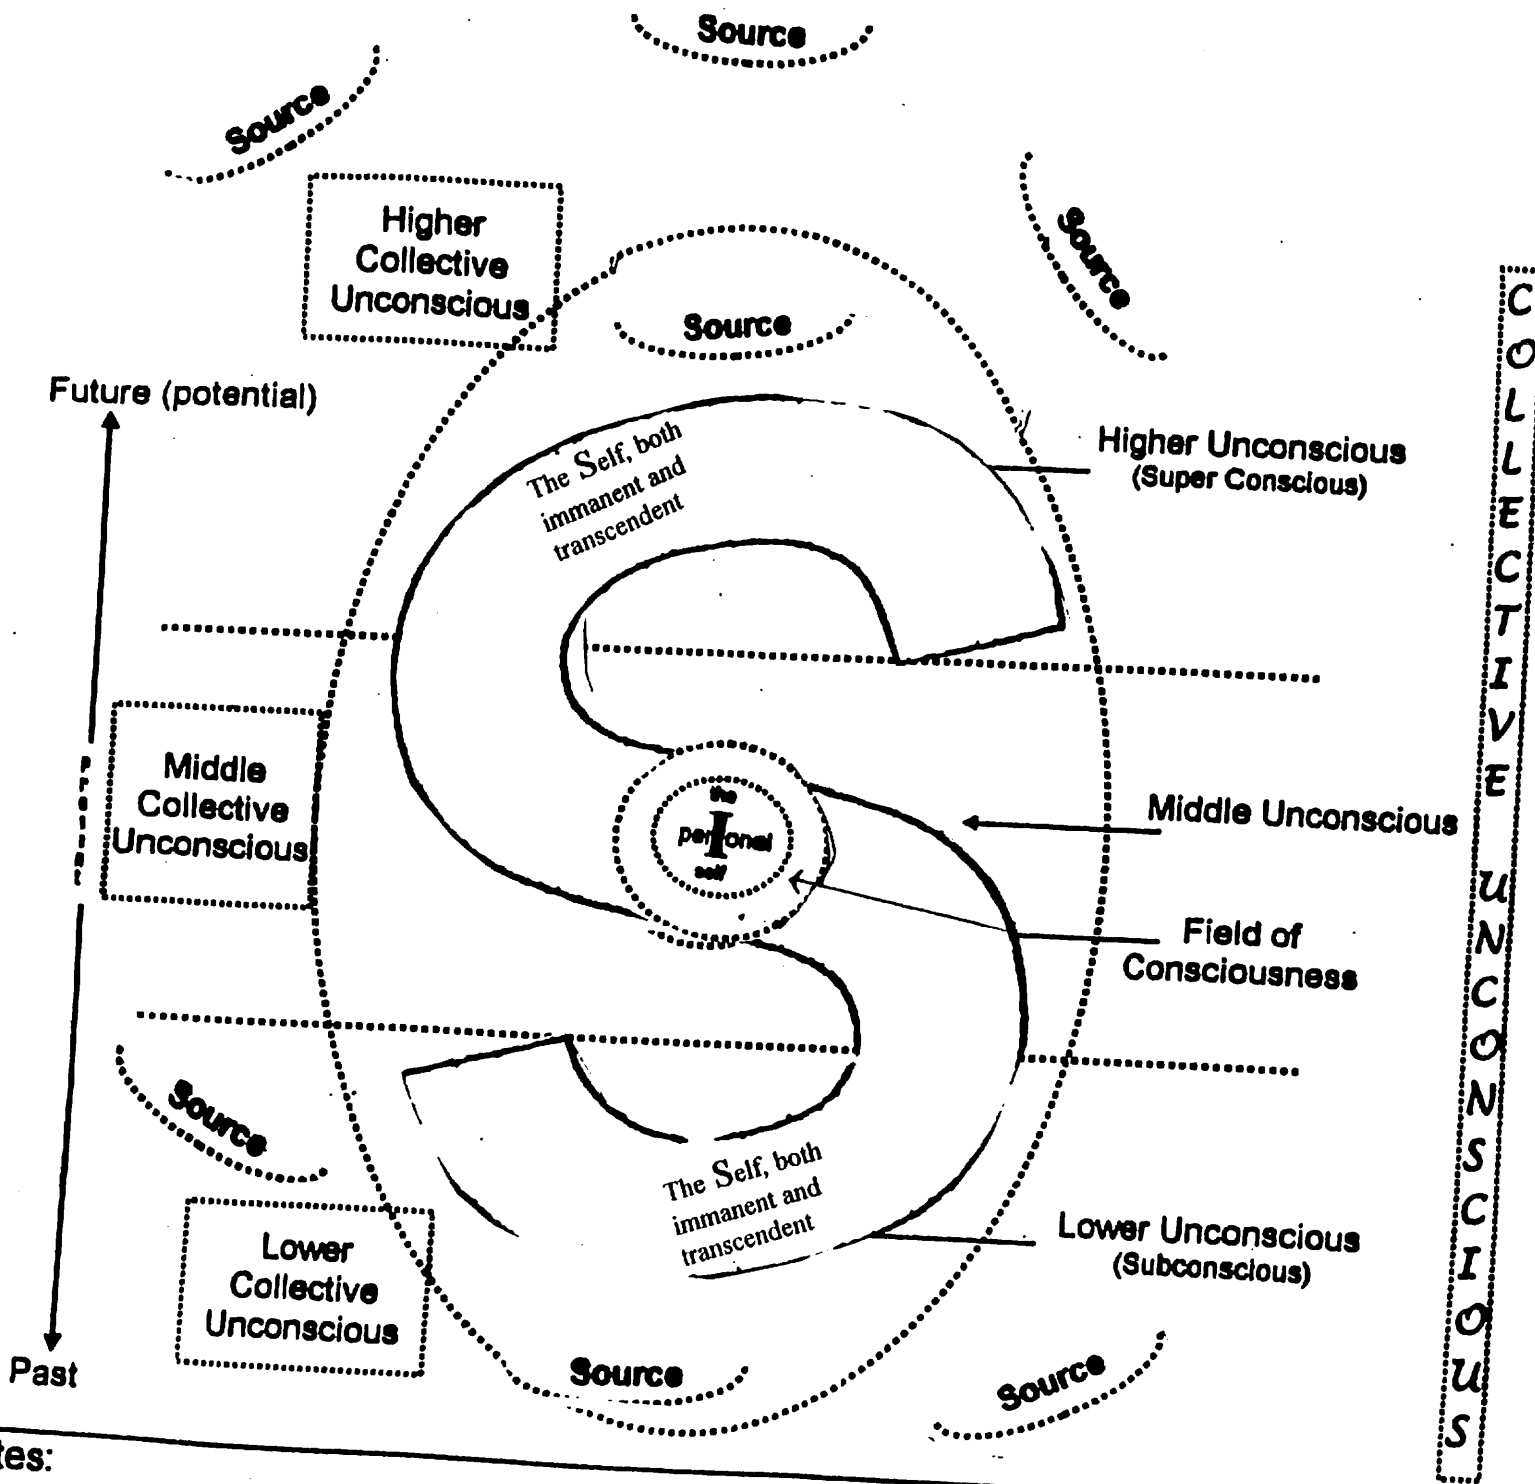 Source
Source
Source
Higher
Collective
Unconscious
Source
Future (potential)
The Self, both
immanent and
transcendent
Higher Unconscious
(Super Conscious)
Middle
Collective
Unconscious
the
personal
I
self
Middle Unconscious
Field of
Consciousness
Source
The Self, both
immanent and
transcendent
Lower Unconscious
(Subconscious)
Lower
Collective
Unconscious
Source
Source
Past
COLLECTIVE UNCONSCIOUS
tes: